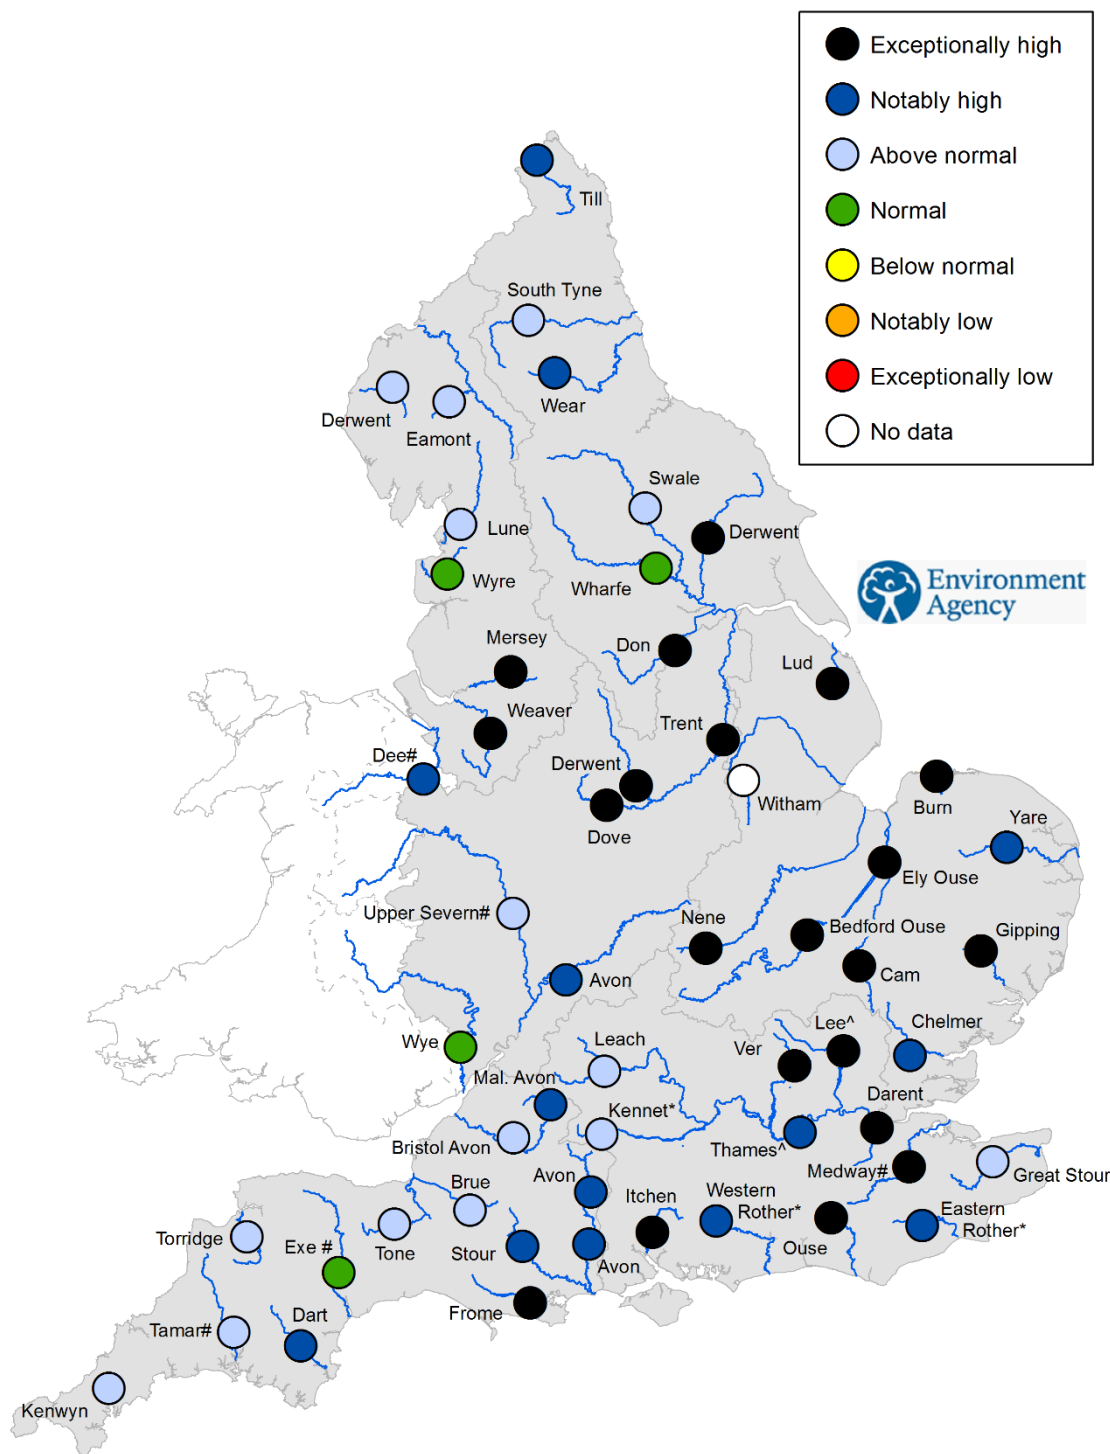 Exceptionally high
Notably high
Above normal
Normal
Below normal
Notably low
Exceptionally low
No data
Till
South Tyne
Wear
Derwent
Eamont
Swale
Lune
Derwent
Wyre
Wharfe
Environment
Agency
Mersey
Don
Lud
Weaver
Trent
Dee#
Derwent
Witham
Burn
Dove
Yare
Ely Ouse
Upper Severn#
Nene
Bedford Ouse
Gipping
Cam
Avon
Chelmer
Wye
Leach
Ver
Lee^
Mal. Avon
Kennet*
Darent
Bristol Avon
Thames^
Medway#
Great Stour
Brue
Avon
Itchen
Western
Rother*
Eastern
Rother*
Torridge
Exe #
Tone
Stour
Avon
Ouse
Frome
Dart
Tamar#
Kenwyn